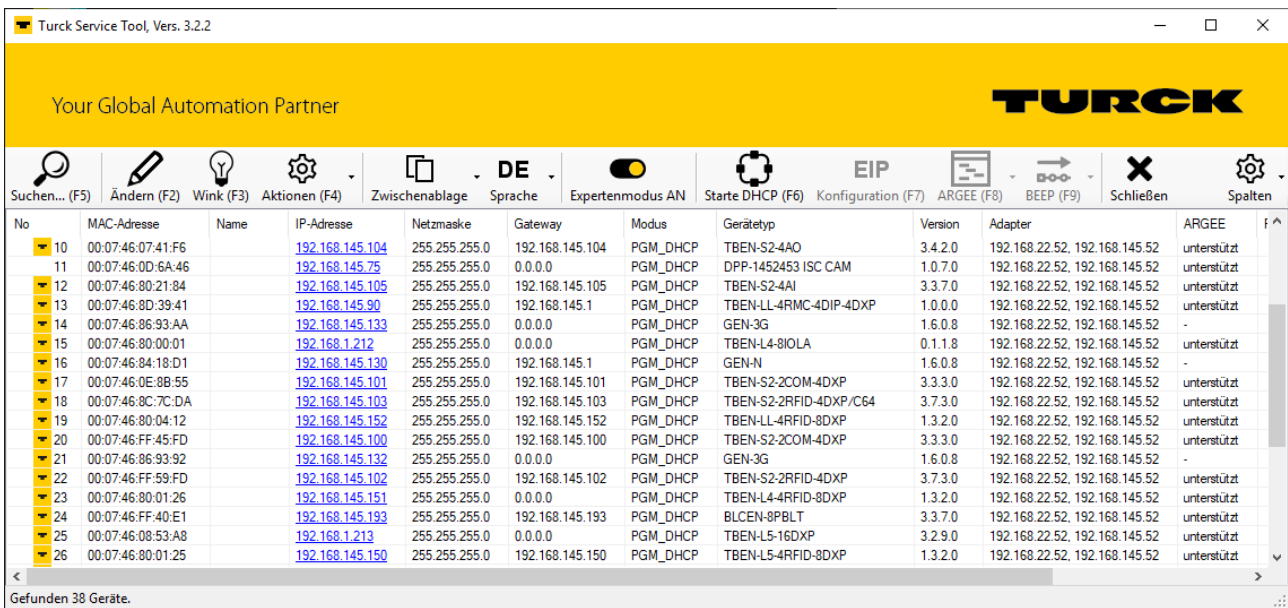 Turck Service Tool, Vers. 3.2.2
Your Global Automation Partner
TURCK
Suchen... (F5) Ändern (F2) Wink (F3) Aktionen (F4) Zwischenablage DE Sprache Expertenmodus AN Starte DHCP (F6) EIP Konfiguration (F7) ARGEE (F8) BEEP (F9) Schließen Spalten
No MAC-Adresse Name IP-Adresse Netzmaske Gateway Modus Gerätetyp Version Adapter ARGEE
10 00:07:46:07:41:F6 192.168.145.104 255.255.255.0 192.168.145.104 PGM_DHCP TBEN-S2-4AO 3.4.2.0 192.168.22.52, 192.168.145.52 unterstützt
11 00:07:46:0D:6A:46 192.168.145.75 255.255.255.0 0.0.0.0 PGM_DHCP DPP-1452453 ISC CAM 1.0.7.0 192.168.22.52, 192.168.145.52 unterstützt
12 00:07:46:80:21:84 192.168.145.105 255.255.255.0 192.168.145.105 PGM_DHCP TBEN-S2-4AI 3.3.7.0 192.168.22.52, 192.168.145.52 unterstützt
13 00:07:46:8D:39:41 192.168.145.90 255.255.255.0 192.168.145.1 PGM_DHCP TBEN-LL-4RMC-4DIP-4DXP 1.0.0.0 192.168.22.52, 192.168.145.52 unterstützt
14 00:07:46:86:93:AA 192.168.145.133 255.255.255.0 0.0.0.0 PGM_DHCP GEN-3G 1.6.0.8 192.168.22.52, 192.168.145.52 -
15 00:07:46:80:00:01 192.168.1.212 255.255.255.0 0.0.0.0 PGM_DHCP TBEN-L4-8IOLA 0.1.1.8 192.168.22.52, 192.168.145.52 unterstützt
16 00:07:46:84:18:D1 192.168.145.130 255.255.255.0 192.168.145.1 PGM_DHCP GEN-N 1.6.0.8 192.168.22.52, 192.168.145.52 -
17 00:07:46:0E:8B:55 192.168.145.101 255.255.255.0 192.168.145.101 PGM_DHCP TBEN-S2-2COM-4DXP 3.3.3.0 192.168.22.52, 192.168.145.52 unterstützt
18 00:07:46:8C:7C:DA 192.168.145.103 255.255.255.0 192.168.145.103 PGM_DHCP TBEN-S2-2RFID-4DXP/C64 3.7.3.0 192.168.22.52, 192.168.145.52 unterstützt
19 00:07:46:80:04:12 192.168.145.152 255.255.255.0 192.168.145.152 PGM_DHCP TBEN-LL-4RFID-8DXP 1.3.2.0 192.168.22.52, 192.168.145.52 unterstützt
20 00:07:46:FF:45:FD 192.168.145.100 255.255.255.0 192.168.145.100 PGM_DHCP TBEN-S2-2COM-4DXP 3.3.3.0 192.168.22.52, 192.168.145.52 unterstützt
21 00:07:46:86:93:92 192.168.145.132 255.255.255.0 0.0.0.0 PGM_DHCP GEN-3G 1.6.0.8 192.168.22.52, 192.168.145.52 -
22 00:07:46:FF:59:FD 192.168.145.102 255.255.255.0 192.168.145.102 PGM_DHCP TBEN-S2-2RFID-4DXP 3.7.3.0 192.168.22.52, 192.168.145.52 unterstützt
23 00:07:46:80:01:26 192.168.145.151 255.255.255.0 0.0.0.0 PGM_DHCP TBEN-L4-4RFID-8DXP 1.3.2.0 192.168.22.52, 192.168.145.52 unterstützt
24 00:07:46:FF:40:E1 192.168.145.193 255.255.255.0 192.168.145.193 PGM_DHCP BLCEN-8PBLT 3.3.7.0 192.168.22.52, 192.168.145.52 unterstützt
25 00:07:46:08:53:A8 192.168.1.213 255.255.255.0 0.0.0.0 PGM_DHCP TBEN-L5-16DXP 3.2.9.0 192.168.22.52, 192.168.145.52 unterstützt
26 00:07:46:80:01:25 192.168.145.150 255.255.255.0 192.168.145.150 PGM_DHCP TBEN-L5-4RFID-8DXP 1.3.2.0 192.168.22.52, 192.168.145.52 unterstützt
Gefunden 38 Geräte.